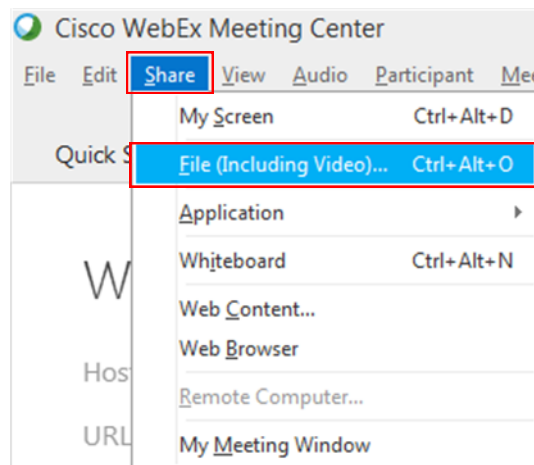 Cisco WebEx Meeting Center
File Edit Share View Audio Participant
Quick
My Screen Ctrl+Alt+D
File (Including Video)... Ctrl+Alt+O
Application
Whiteboard Ctrl+Alt+N
Web Content...
Web Browser
Remote Computer...
My Meeting Window
URL